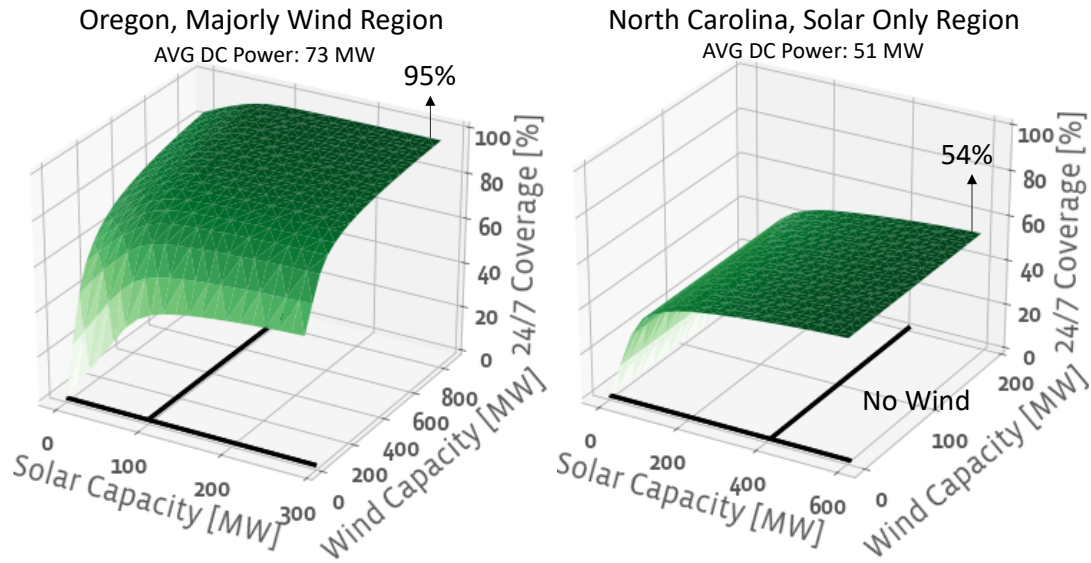 Oregon, Majorly Wind Region
AVG DC Power: 73 MW
95%
100
80
60
40
20
0
24/7 Coverage [%]
0
100
200
300
Solar Capacity [MW]
0
200
400
600
800
Wind Capacity [MW]
North Carolina, Solar Only Region
AVG DC Power: 51 MW
54%
100
80
60
40
20
0
24/7 Coverage [%]
No Wind
0
200
400
600
Solar Capacity [MW]
0
100
200
Wind Capacity [MW]